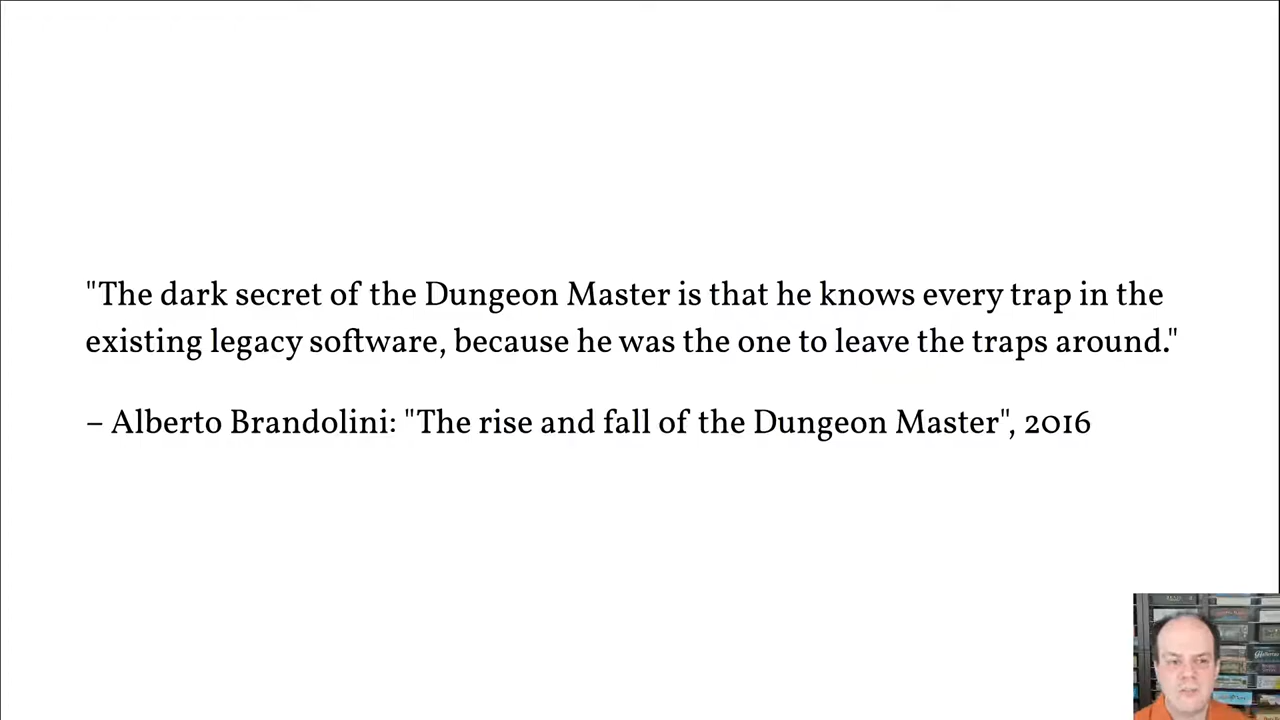 "The dark secret of the Dungeon Master is that he knows every trap in the
existing legacy software, because he was the one to leave the traps around."
– Alberto Brandolini: "The rise and fall of the Dungeon Master", 2016